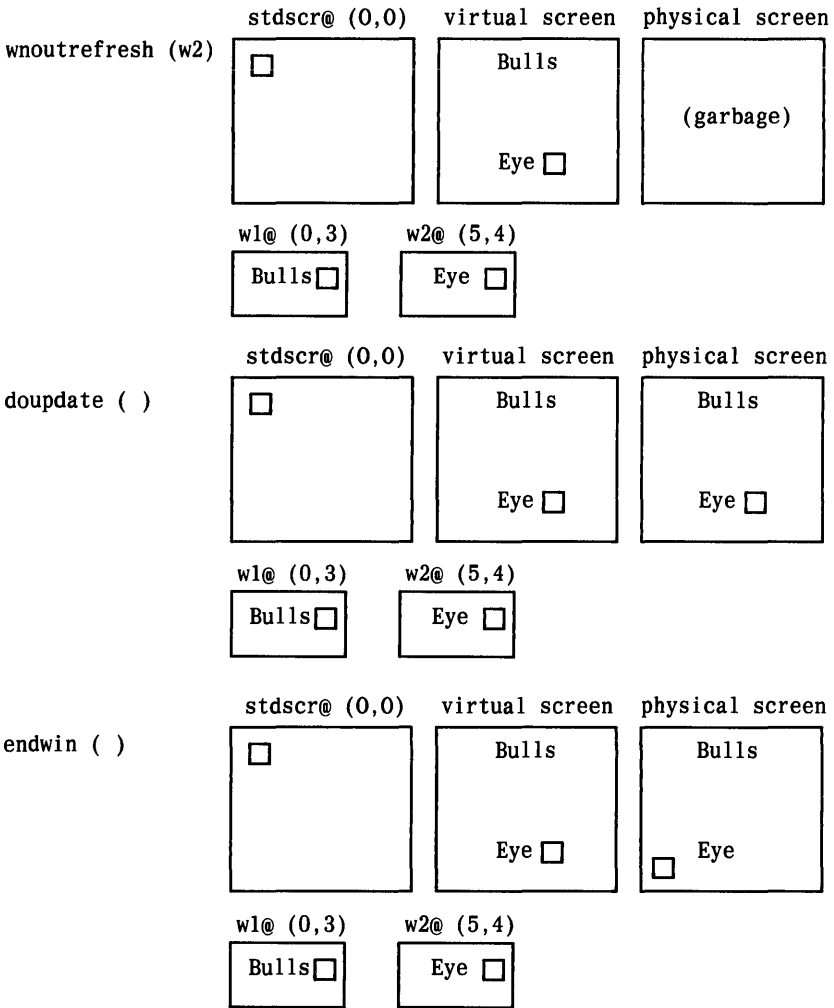 stdscr@ (0,0) virtual screen physical screen
wnoutrefresh (w2)
Bulls
(garbage)
Eye
w1@ (0,3) w2@ (5,4)
Bulls Eye
stdscr@ (0,0) virtual screen physical screen
doupdate ( )
Bulls Bulls
Eye Eye
w1@ (0,3) w2@ (5,4)
Bulls Eye
stdscr@ (0,0) virtual screen physical screen
endwin ( )
Bulls Bulls
Eye Eye
w1@ (0,3) w2@ (5,4)
Bulls Eye